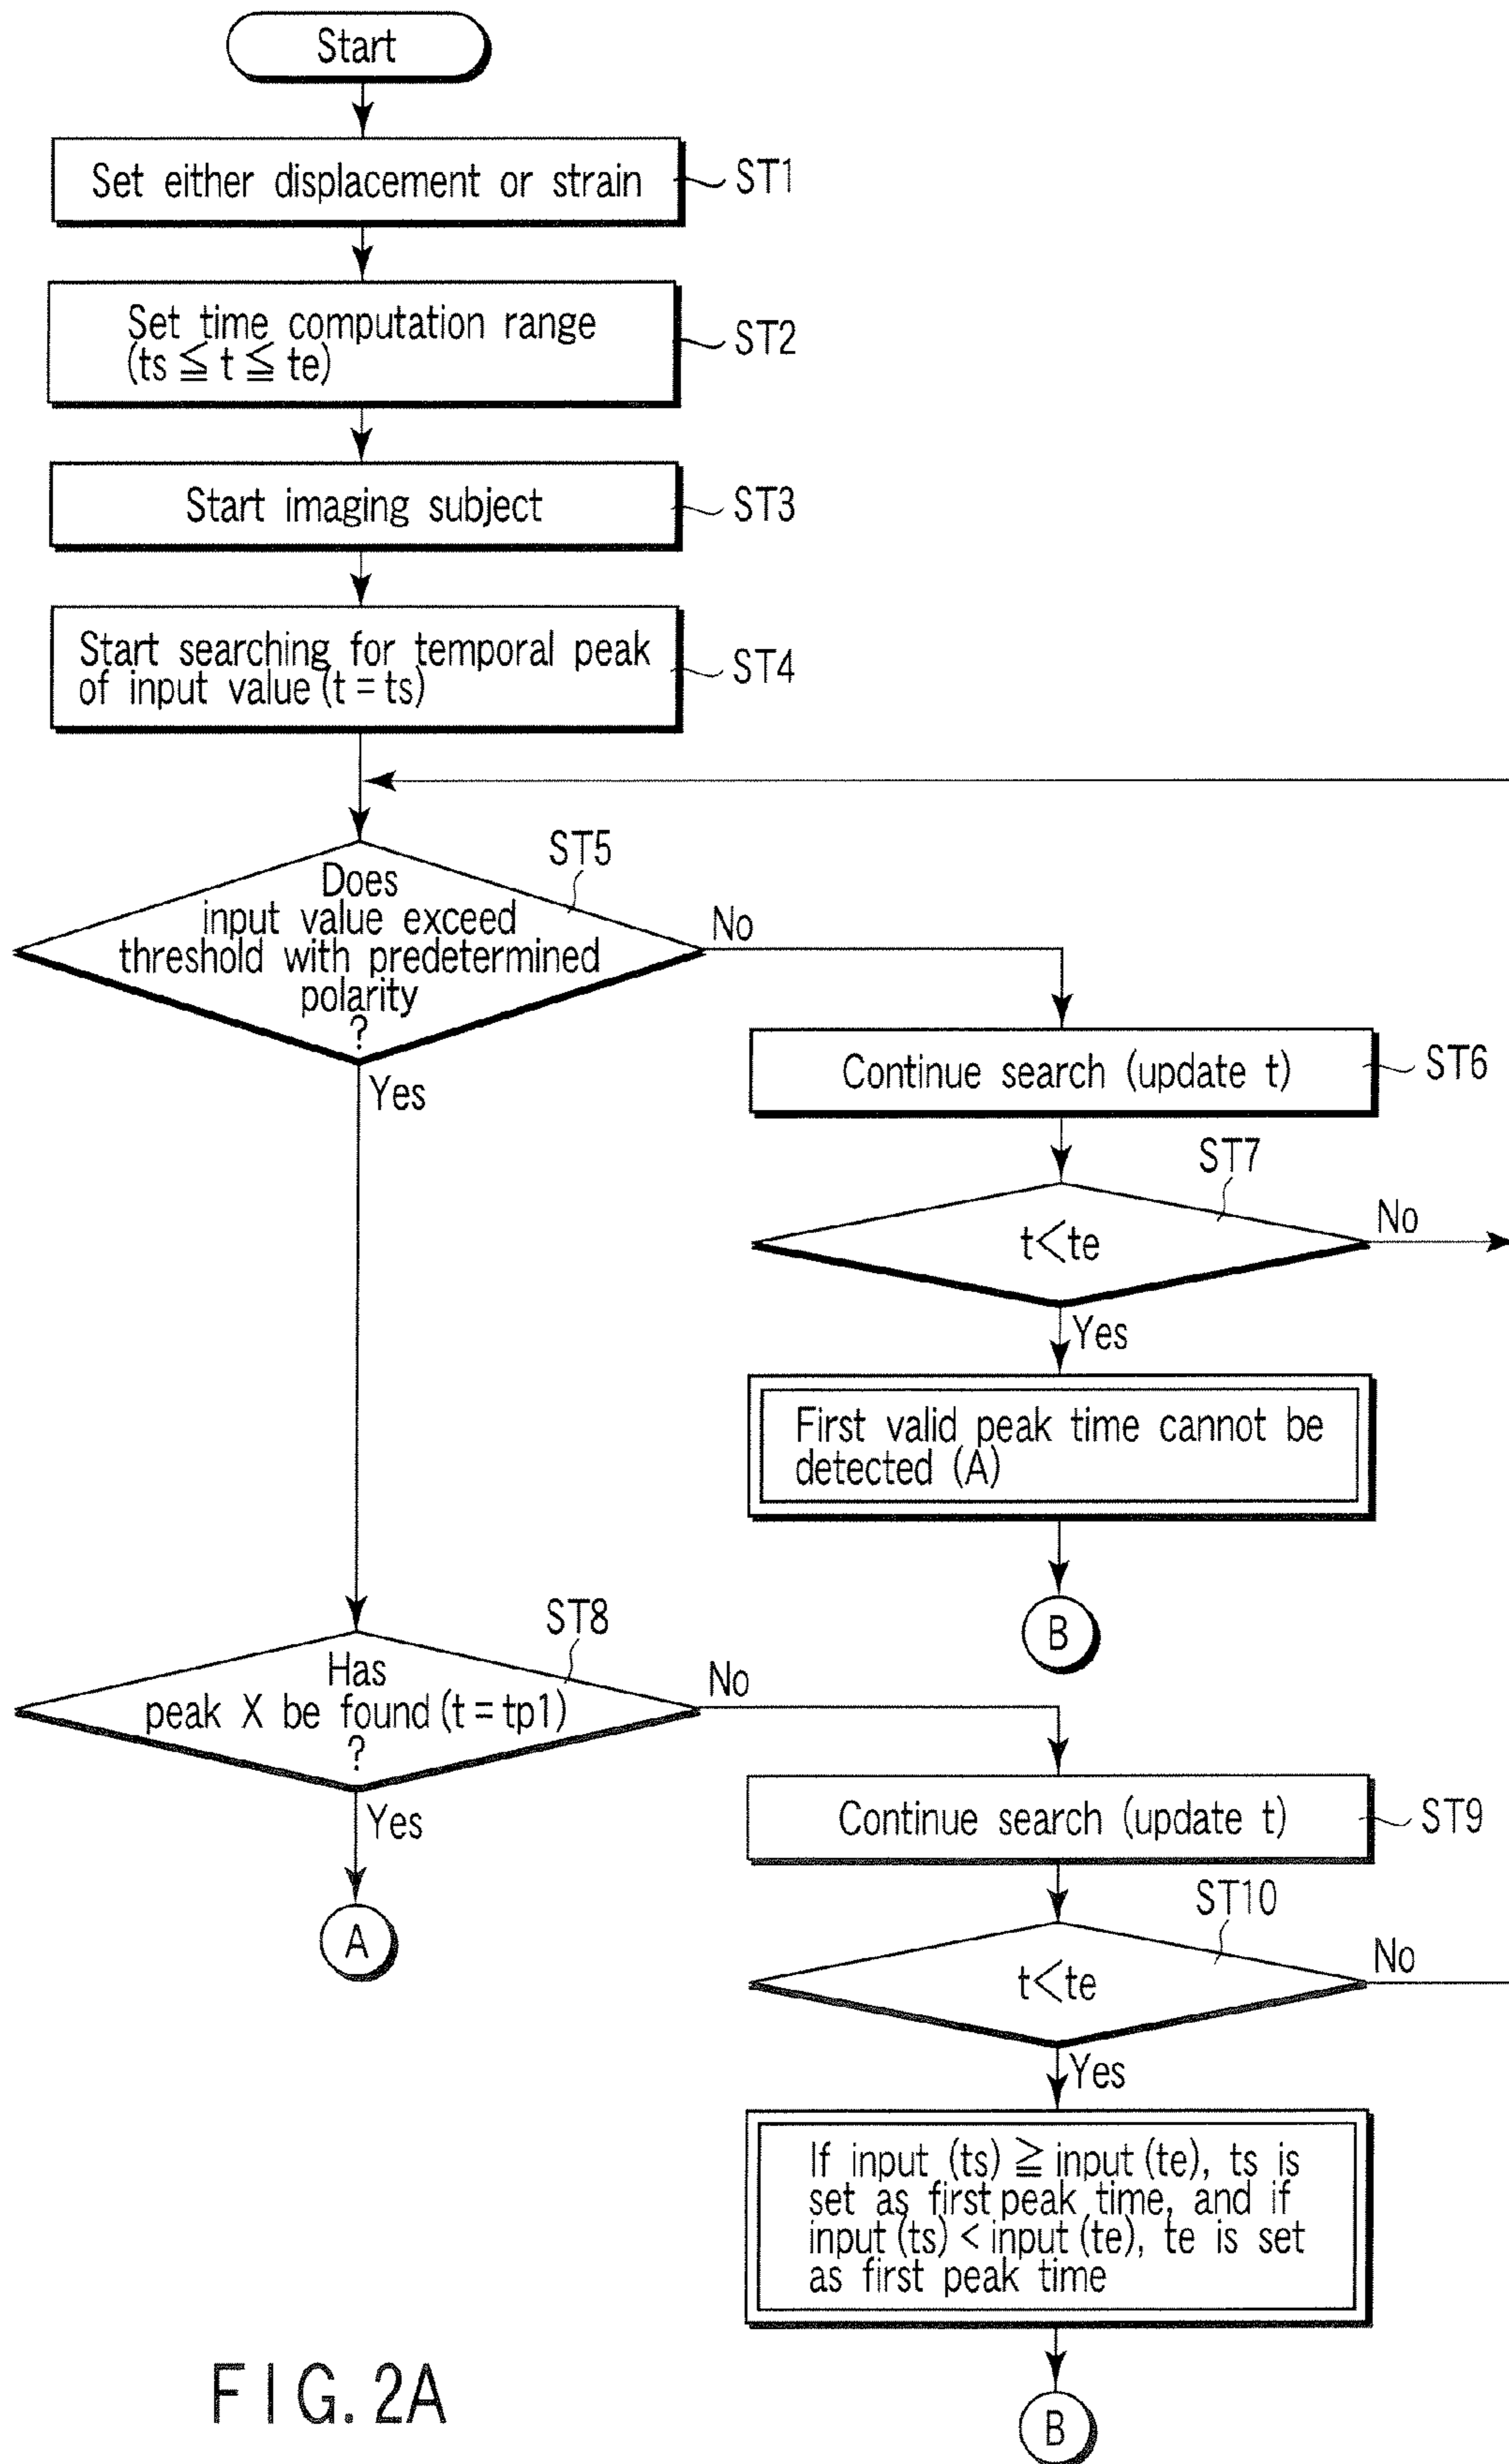 Start
Set either displacement or strain
ST1
Set time computation range
(ts ≦ t ≦ te)
ST2
Start imaging subject
ST3
Start searching for temporal peak
of input value (t = ts)
ST4
ST5
Does
input value exceed
threshold with predetermined
polarity
?
No
Yes
Continue search (update t)
ST6
ST7
t<te
No
Yes
First valid peak time cannot be
detected (A)
B
ST8
Has
peak X be found (t = tp1)
?
No
Yes
A
Continue search (update t)
ST9
ST10
t<te
No
Yes
If input (ts) ≧ input (te), ts is
set as first peak time, and if
input (ts) < input (te), te is set
as first peak time
B
FIG. 2A